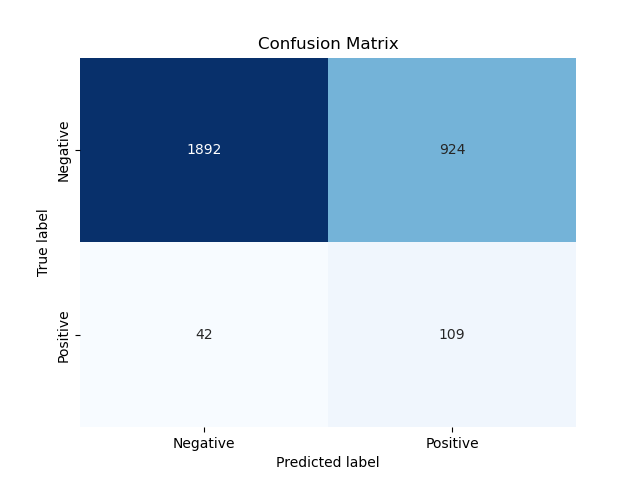 Confusion Matrix
True label
Negative
1892 924
Positive
42 109
Negative Positive
Predicted label